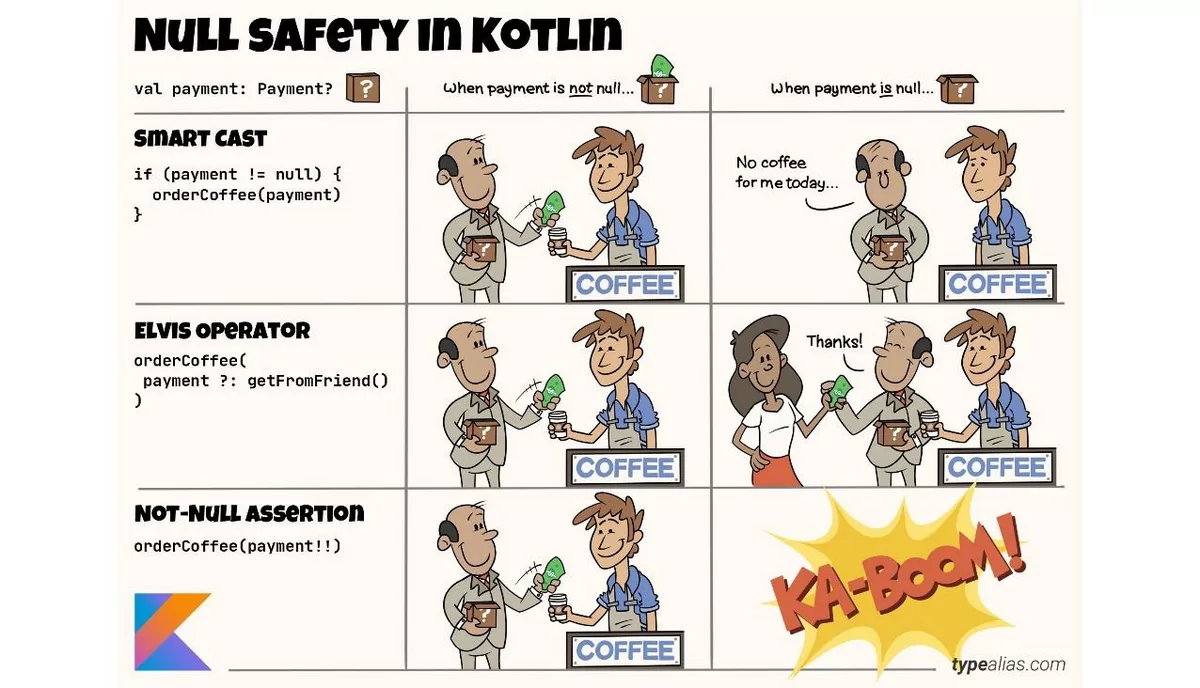 NULL SAFETY IN KOTLIN
val payment: Payment?
?
When payment is not null...
?
When payment is null...
?
SMART CAST
if (payment != null) {
  orderCoffee(payment)
}
?
COFFEE
No coffee
for me today...
?
COFFEE
ELVIS OPERATOR
orderCoffee(
 payment ?: getFromFriend()
)
?
COFFEE
Thanks!
?
COFFEE
NOT-NULL ASSERTION
orderCoffee(payment!!)
?
COFFEE
KA-BOOM!
typealias.com